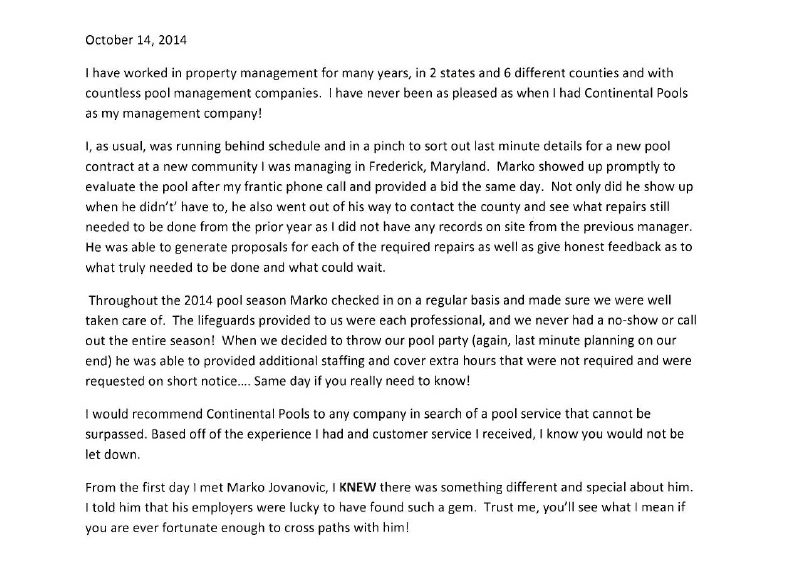 October 14, 2014
I have worked in property management for many years, in 2 states and 6 different counties and with
countless pool management companies.  I have never been as pleased as when I had Continental Pools
as my management company!
I, as usual, was running behind schedule and in a pinch to sort out last minute details for a new pool
contract at a new community I was managing in Frederick, Maryland.  Marko showed up promptly to
evaluate the pool after my frantic phone call and provided a bid the same day.  Not only did he show up
when he didn't' have to, he also went out of his way to contact the county and see what repairs still
needed to be done from the prior year as I did not have any records on site from the previous manager.
He was able to generate proposals for each of the required repairs as well as give honest feedback as to
what truly needed to be done and what could wait.
Throughout the 2014 pool season Marko checked in on a regular basis and made sure we were well
taken care of.  The lifeguards provided to us were each professional, and we never had a no-show or call
out the entire season!  When we decided to throw our pool party (again, last minute planning on our
end) he was able to provided additional staffing and cover extra hours that were not required and were
requested on short notice.... Same day if you really need to know!
I would recommend Continental Pools to any company in search of a pool service that cannot be
surpassed. Based off of the experience I had and customer service I received, I know you would not be
let down.
From the first day I met Marko Jovanovic, I KNEW there was something different and special about him.
I told him that his employers were lucky to have found such a gem.  Trust me, you'll see what I mean if
you are ever fortunate enough to cross paths with him!